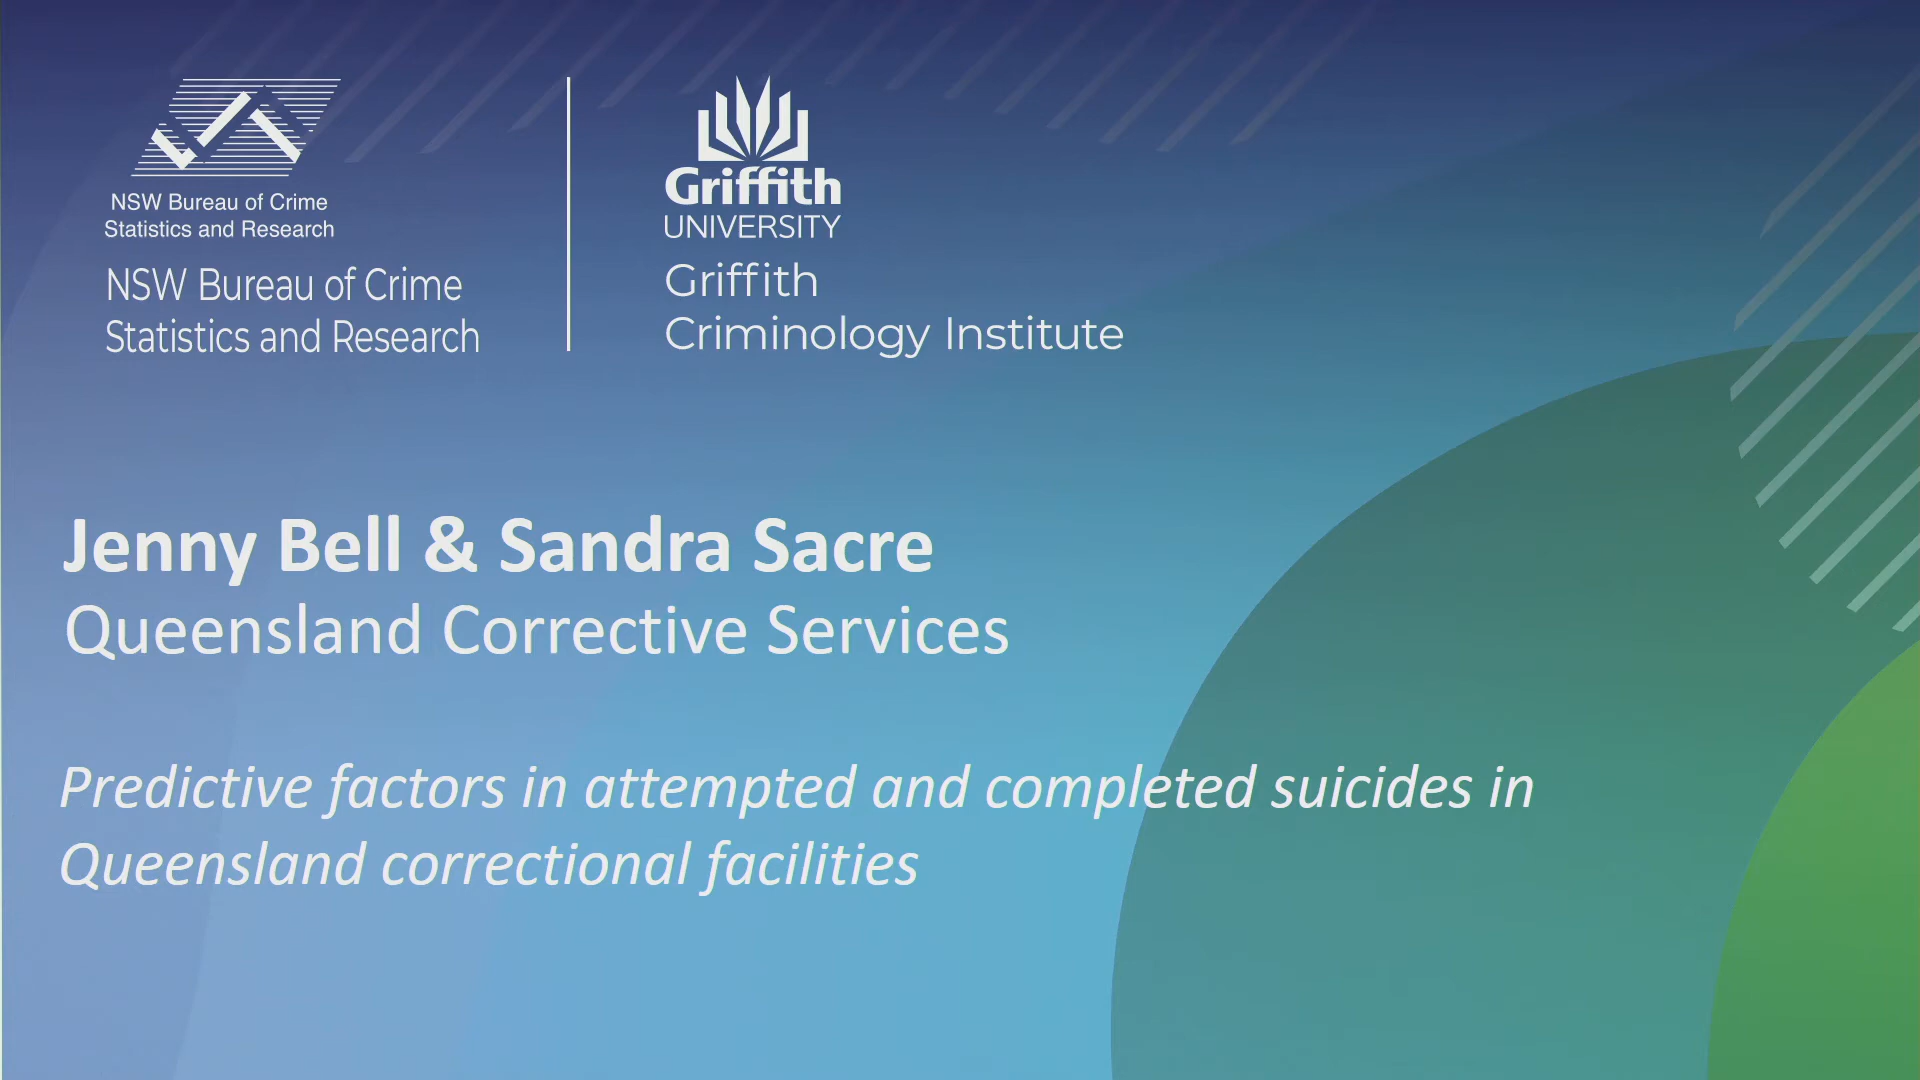 NSW Bureau of Crime
Statistics and Research
NSW Bureau of Crime
Statistics and Research
Griffith
UNIVERSITY
Griffith
Criminology Institute
Jenny Bell & Sandra Sacre
Queensland Corrective Services
Predictive factors in attempted and completed suicides in
Queensland correctional facilities